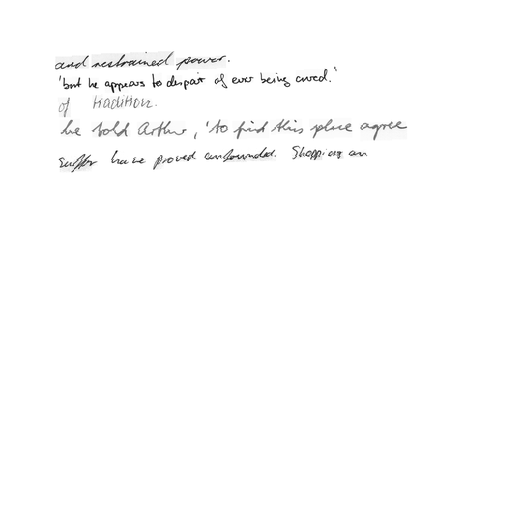 and restrained power.
'but he appears to despair of ever being cured.'
of tradition.
he told Arthur, 'to find this place agree
suffer have proved unfounded. Shopping an